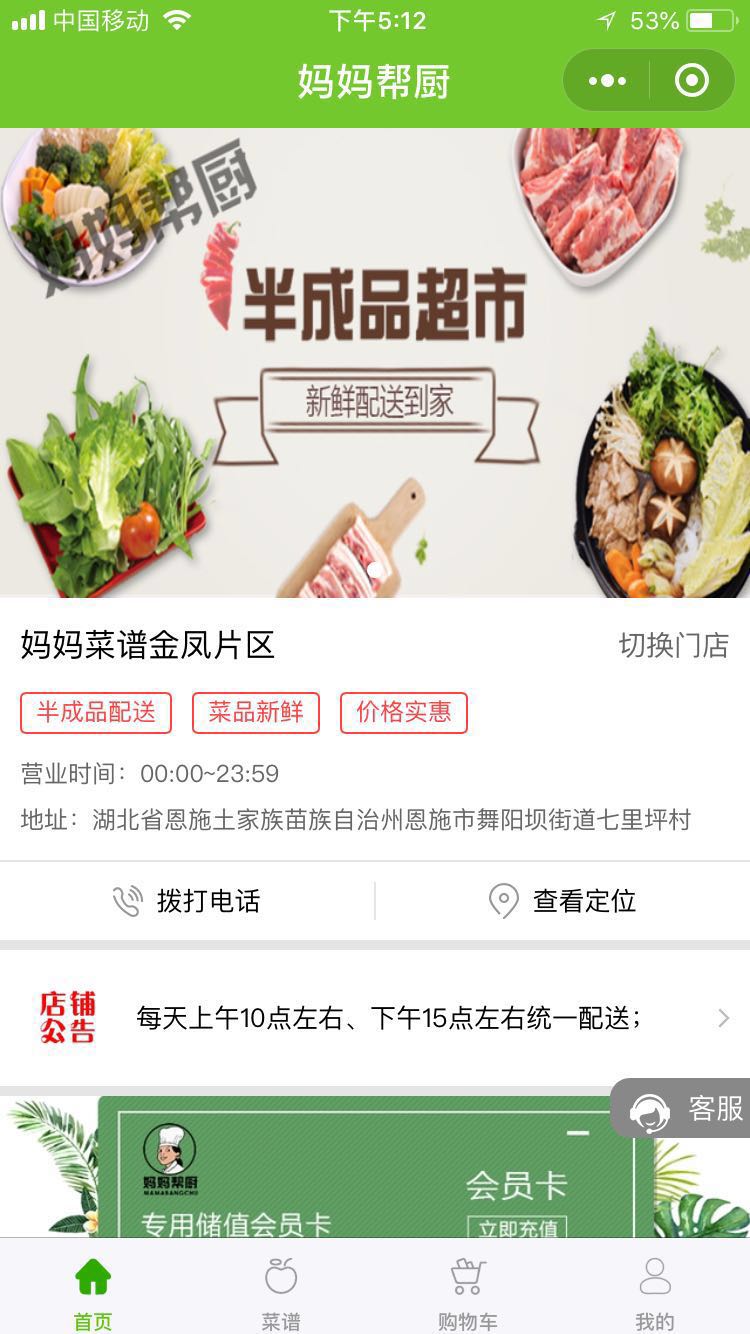 中国移动 下午5:12 53%
妈妈帮厨
妈妈帮厨
半成品超市
新鲜配送到家
妈妈菜谱金凤片区 切换门店
半成品配送 菜品新鲜 价格实惠
营业时间：00:00~23:59
地址：湖北省恩施土家族苗族自治州恩施市舞阳坝街道七里坪村
拨打电话 查看定位
店铺
公告
每天上午10点左右、下午15点左右统一配送；
客服
妈妈帮厨
MAMABANGCHU
会员卡
专用储值会员卡 立即充值
首页 菜谱 购物车 我的